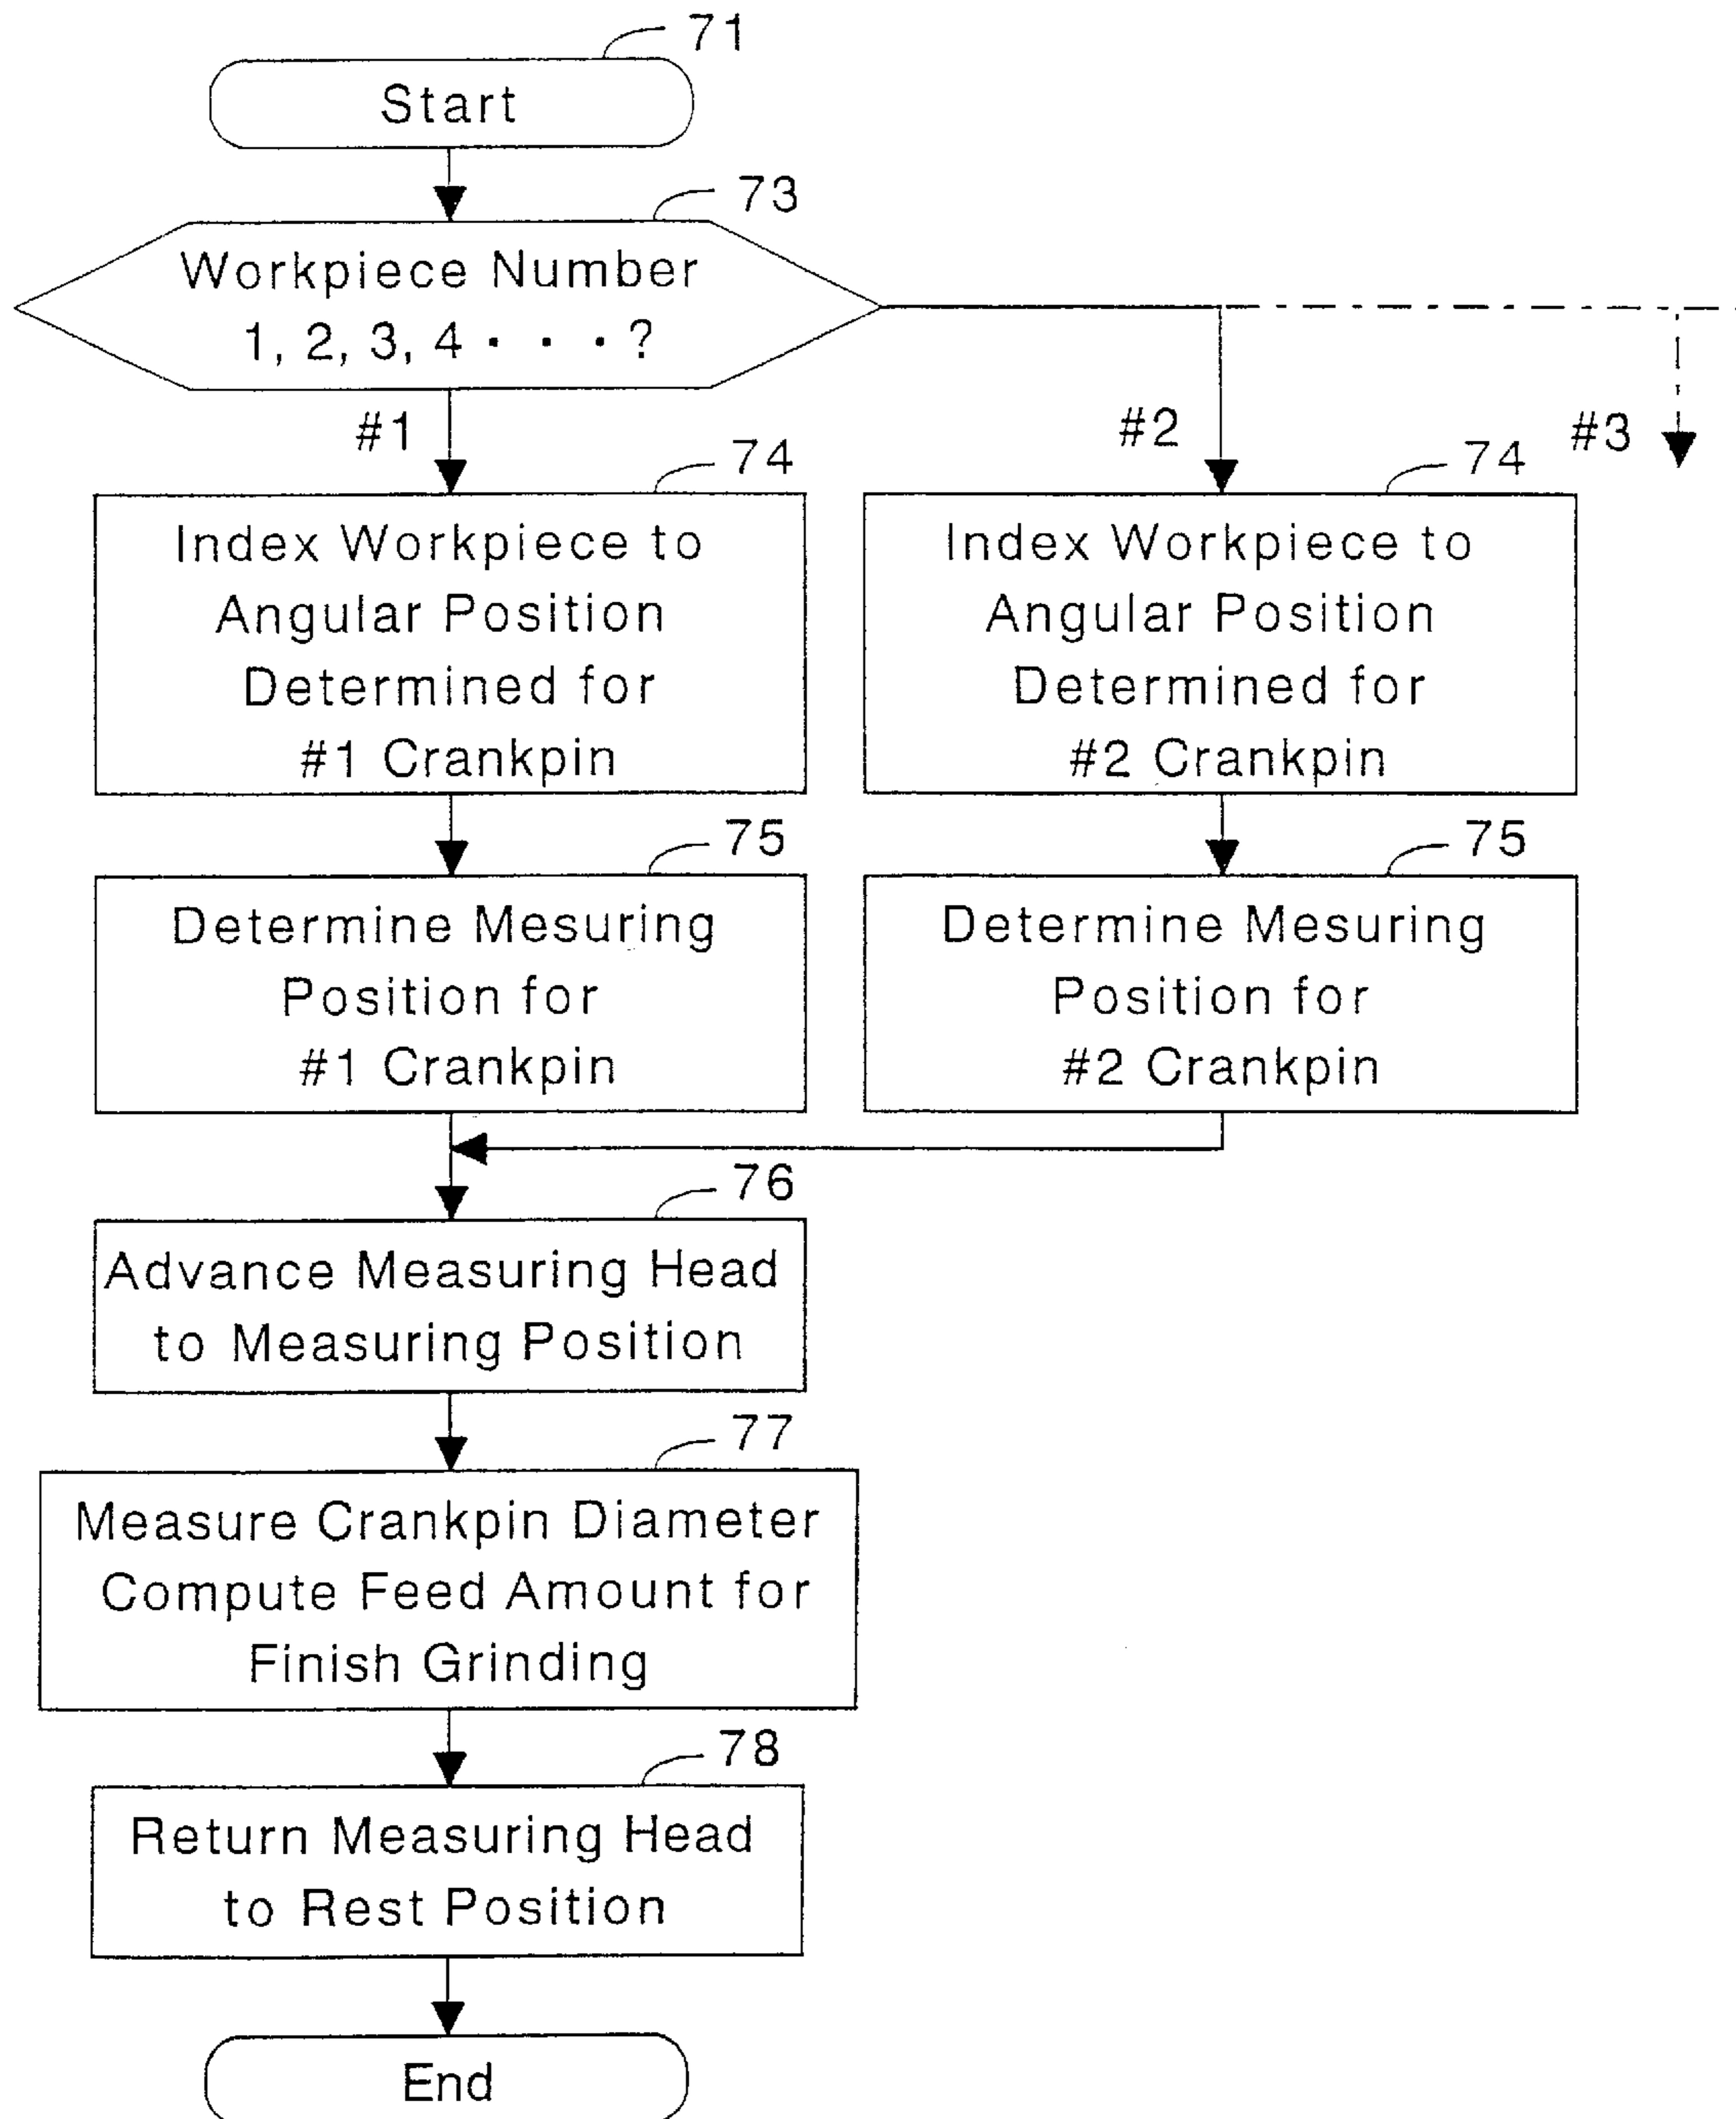 71
Start
73
Workpiece Number
1, 2, 3, 4 · · · ?
#1
#2
#3
74
Index Workpiece to
Angular Position
Determined for
#1 Crankpin
74
Index Workpiece to
Angular Position
Determined for
#2 Crankpin
75
Determine Mesuring
Position for
#1 Crankpin
75
Determine Mesuring
Position for
#2 Crankpin
76
Advance Measuring Head
to Measuring Position
77
Measure Crankpin Diameter
Compute Feed Amount for
Finish Grinding
78
Return Measuring Head
to Rest Position
End